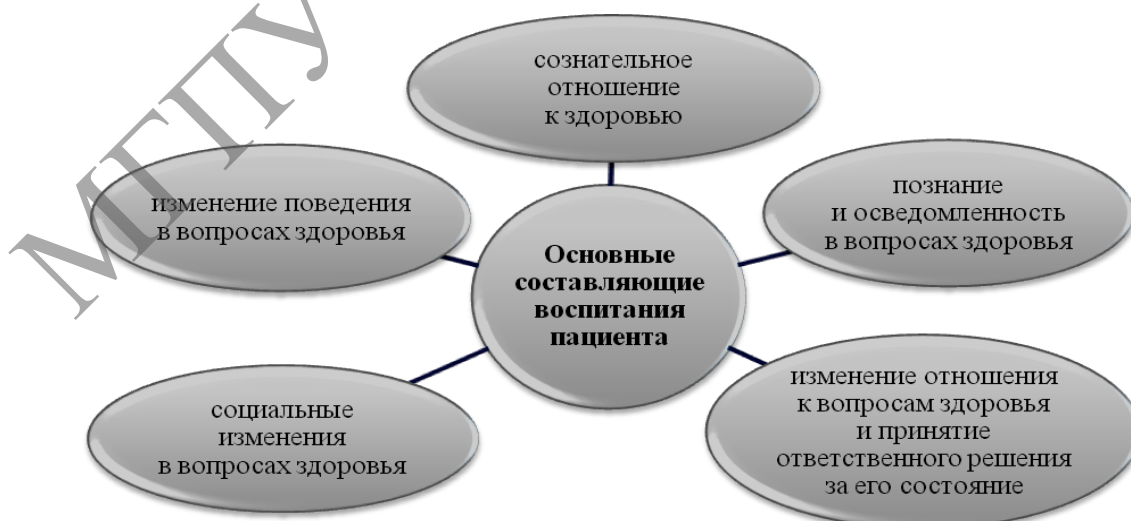 сознательное
отношение
к здоровью
изменение поведения
в вопросах здоровья
познание
и осведомленность
в вопросах здоровья
Основные
составляющие
воспитания
пациента
социальные
изменения
в вопросах здоровья
изменение отношения
к вопросам здоровья
и принятие
ответственного решения
за его состояние
МГПУ